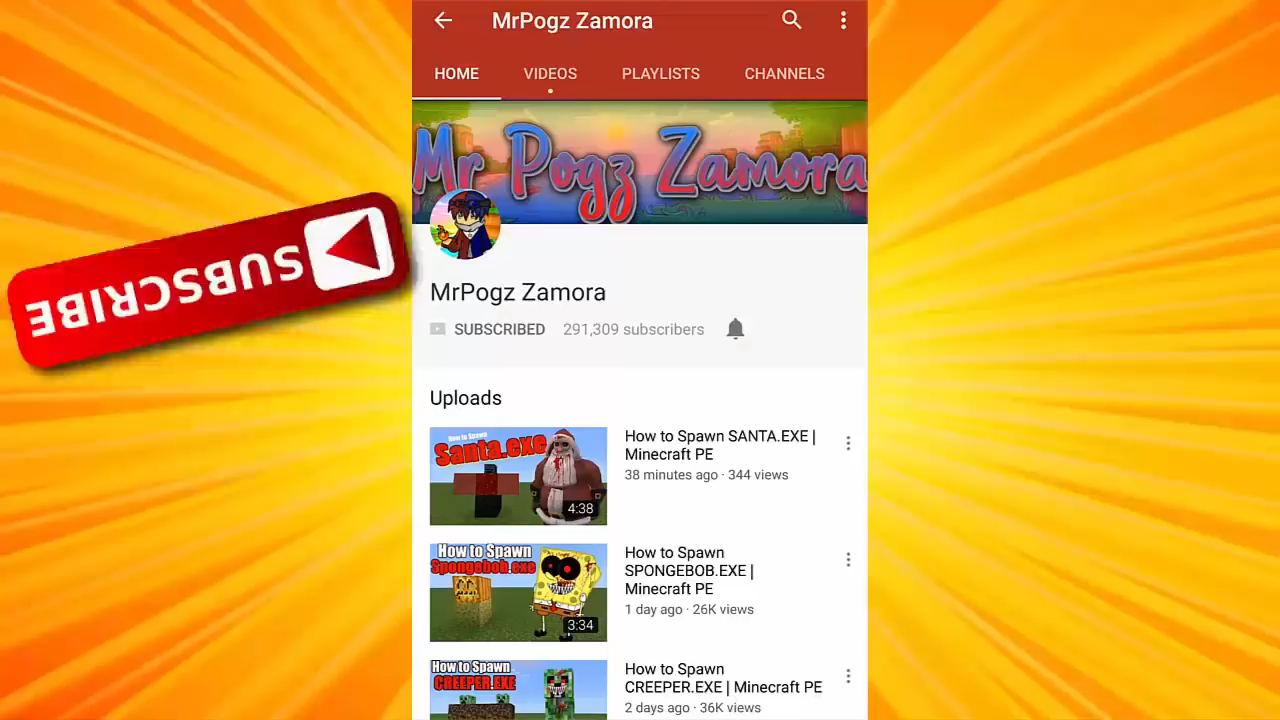 MrPogz Zamora
HOME VIDEOS PLAYLISTS CHANNELS
Mr Pogz Zamora
SUBSCRIBE
MrPogz Zamora
SUBSCRIBED 291,309 subscribers
Uploads
How to Spawn
Santa.exe
4:38
How to Spawn SANTA.EXE |
Minecraft PE
38 minutes ago · 344 views
How to Spawn
Spongebob.exe
3:34
How to Spawn
SPONGEBOB.EXE |
Minecraft PE
1 day ago · 26K views
How to Spawn
CREEPER.EXE
How to Spawn
CREEPER.EXE | Minecraft PE
2 days ago · 36K views